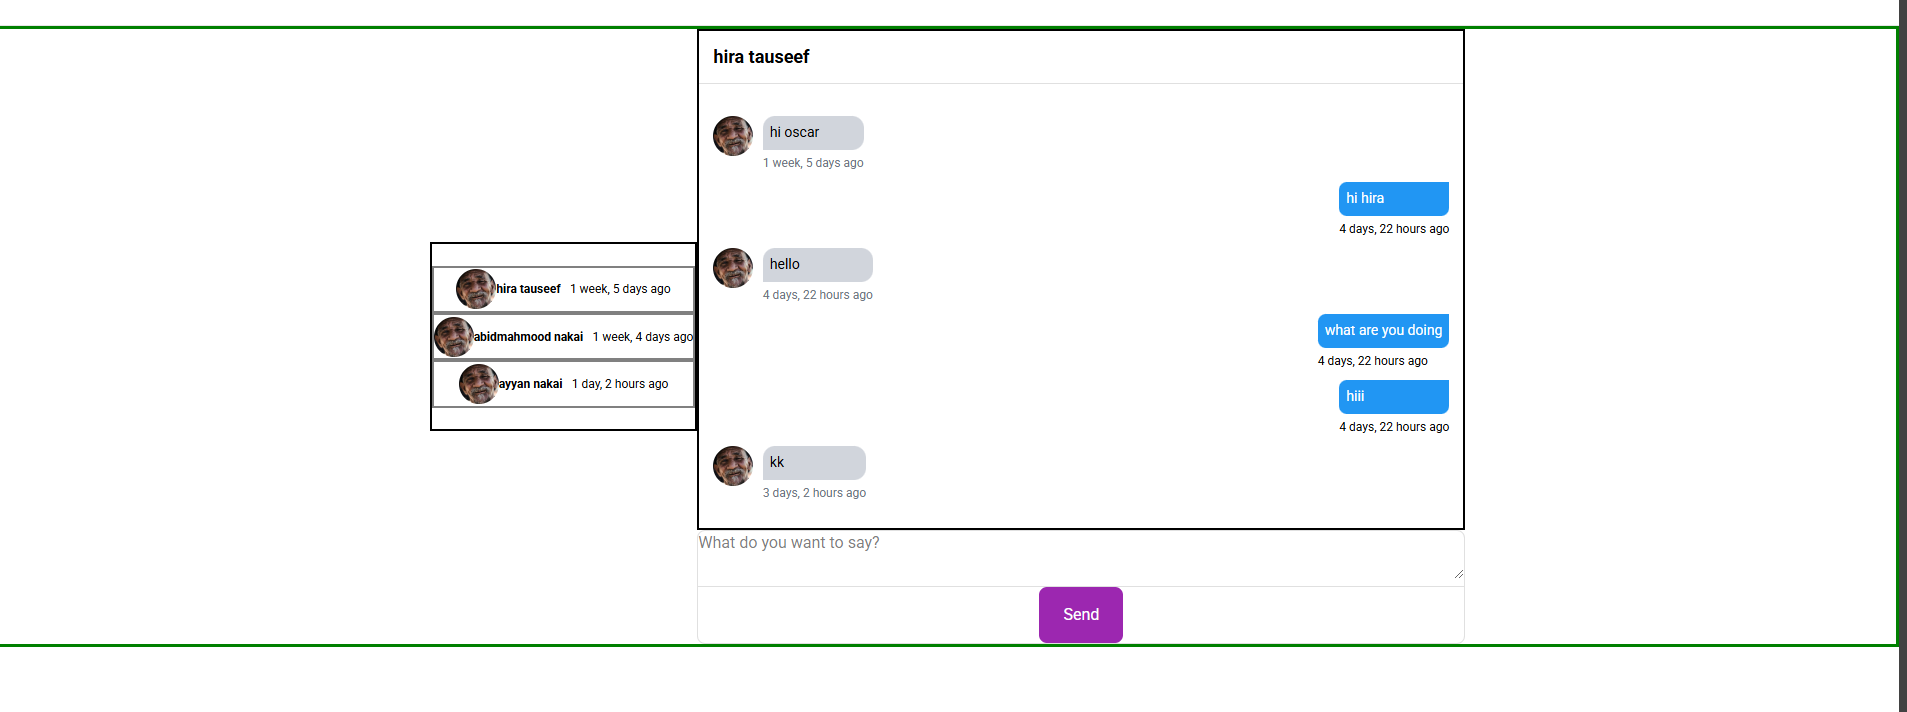 hira tauseef 1 week, 5 days ago
abidmahmood nakai 1 week, 4 days ago
ayyan nakai 1 day, 2 hours ago
hira tauseef
hi oscar
1 week, 5 days ago
hi hira
4 days, 22 hours ago
hello
4 days, 22 hours ago
what are you doing
4 days, 22 hours ago
hiii
4 days, 22 hours ago
kk
3 days, 2 hours ago
What do you want to say?
Send